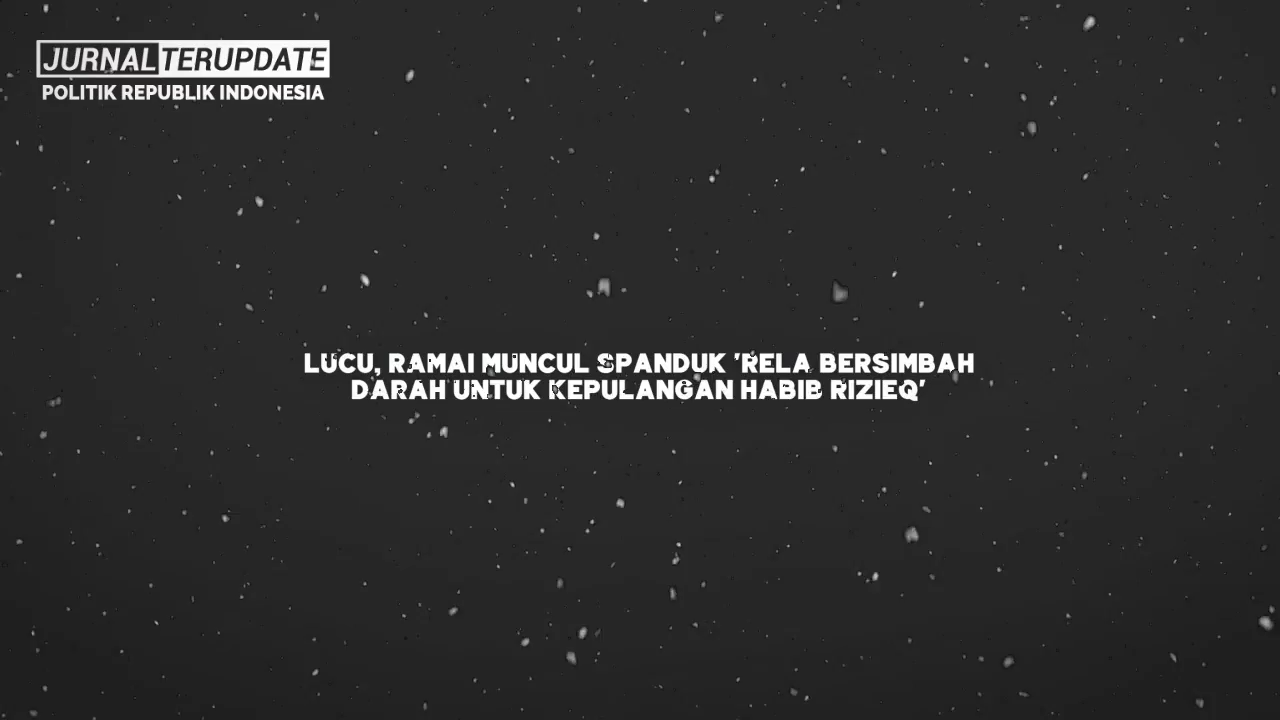 JURNALTERUPDATE
POLITIK REPUBLIK INDONESIA
LUCU, RAMAI MUNCUL SPANDUK 'RELA BERSIMBAH
DARAH UNTUK KEPULANGAN HABIB RIZIEQ'